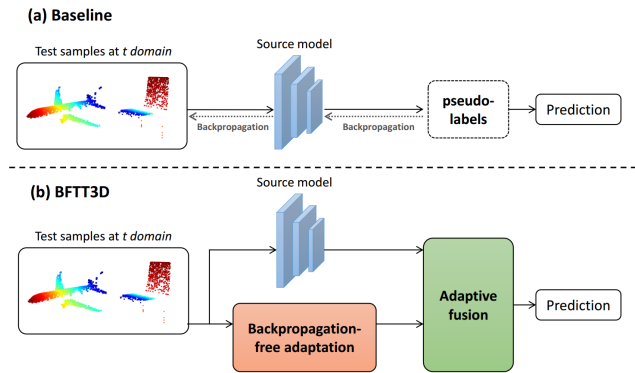 (a) Baseline
Test samples at t domain
Source model
Backpropagation
Backpropagation
pseudo-
labels
Prediction
(b) BFTT3D
Source model
Test samples at t domain
Backpropagation-
free adaptation
Adaptive
fusion
Prediction